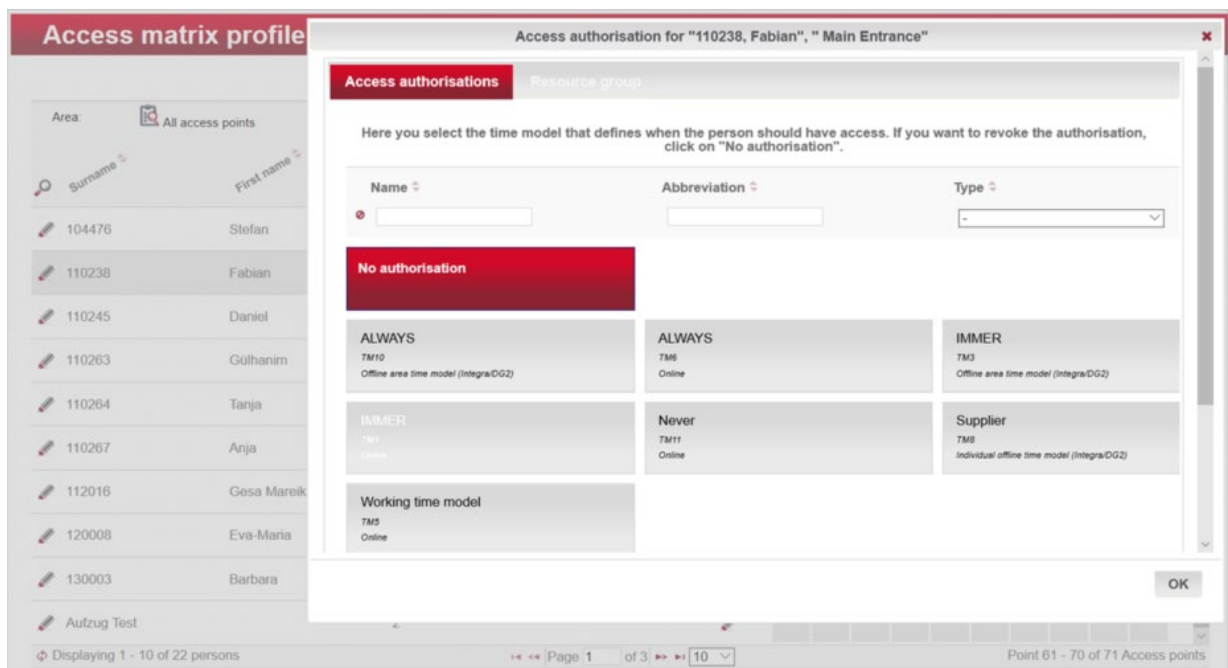 Access matrix profile
Access authorisation for "110238, Fabian", " Main Entrance"
Access authorisations
Resource group
Area:
All access points
Here you select the time model that defines when the person should have access. If you want to revoke the authorisation,
click on "No authorisation".
Surname
First name
Name
Abbreviation
Type
-
104476 Stefan
110238 Fabian
110245 Daniel
110263 Gülhanim
110264 Tanja
110267 Anja
112016 Gesa Mareik
120008 Eva-Maria
130003 Barbara
Aufzug Test
No authorisation
ALWAYS
TM10
Offline area time model (Integra/DG2)
ALWAYS
TM6
Online
IMMER
TM3
Offline area time model (Integra/DG2)
IMMER
TM1
Online
Never
TM11
Online
Supplier
TM8
Individual offline time model (Integra/DG2)
Working time model
TM5
Online
OK
Displaying 1 - 10 of 22 persons
Page 1 of 3
10
Point 61 - 70 of 71 Access points